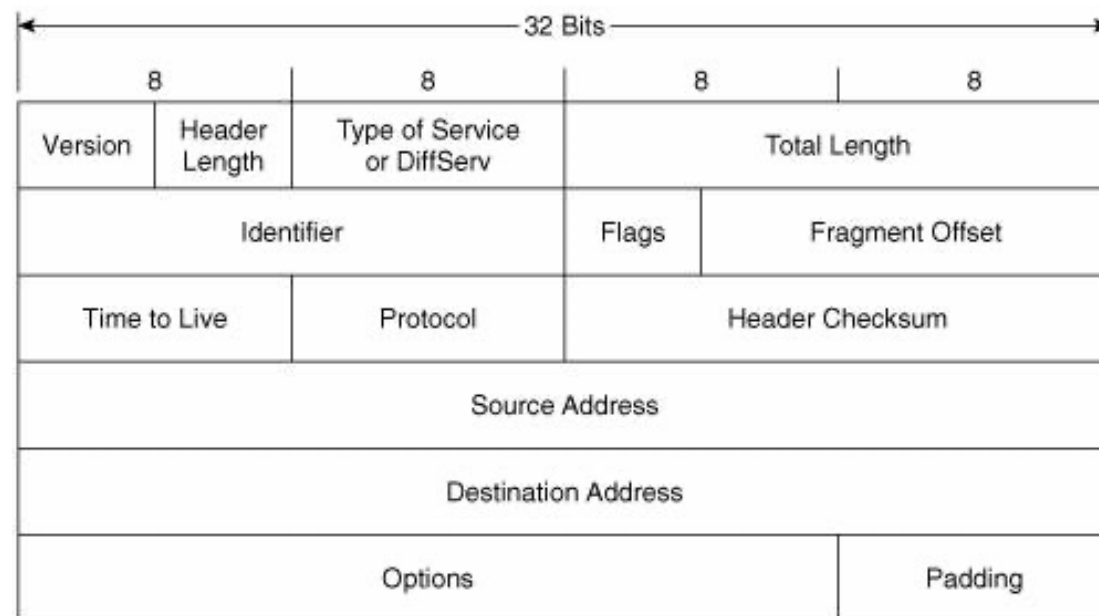 32 Bits
8 8 8 8
Version Header Length Type of Service or DiffServ Total Length
Identifier Flags Fragment Offset
Time to Live Protocol Header Checksum
Source Address
Destination Address
Options Padding